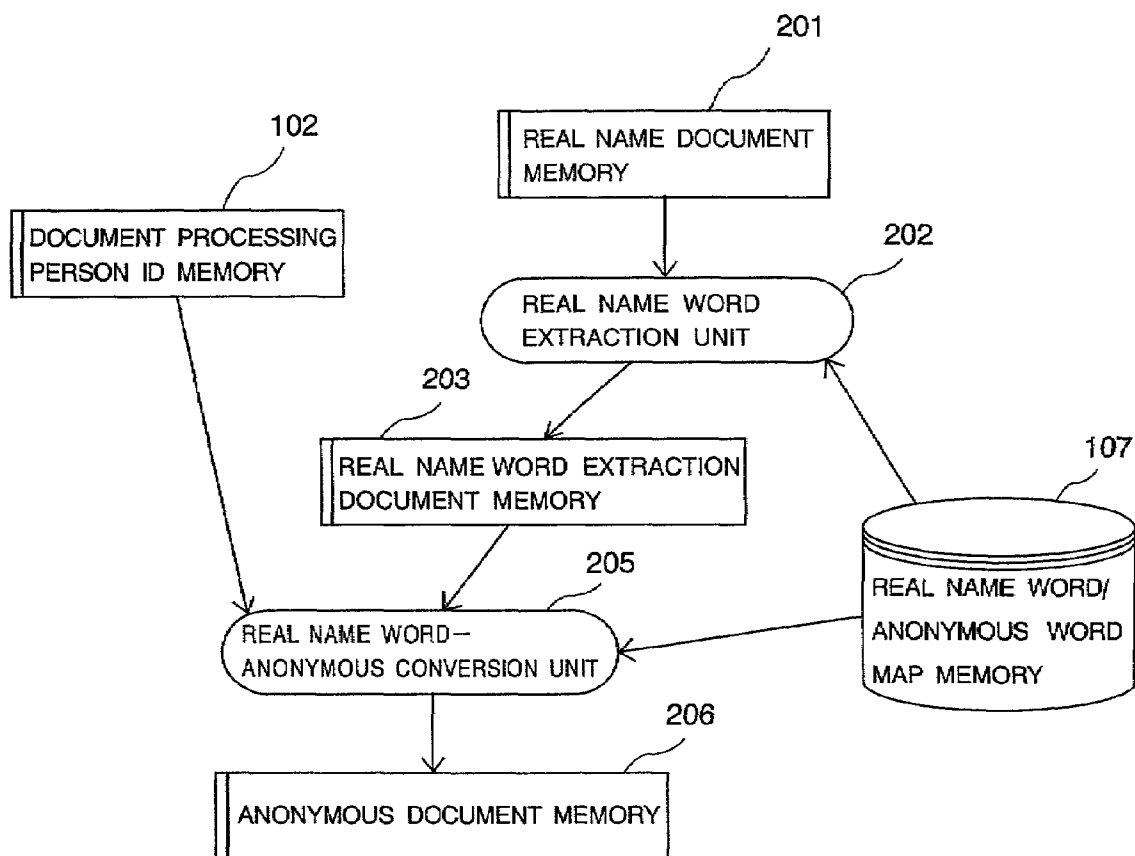 201
REAL NAME DOCUMENT
MEMORY
102
DOCUMENT PROCESSING
PERSON ID MEMORY
202
REAL NAME WORD
EXTRACTION UNIT
203
REAL NAME WORD EXTRACTION
DOCUMENT MEMORY
107
REAL NAME WORD/
ANONYMOUS WORD
MAP MEMORY
205
REAL NAME WORD—
ANONYMOUS CONVERSION UNIT
206
ANONYMOUS DOCUMENT MEMORY